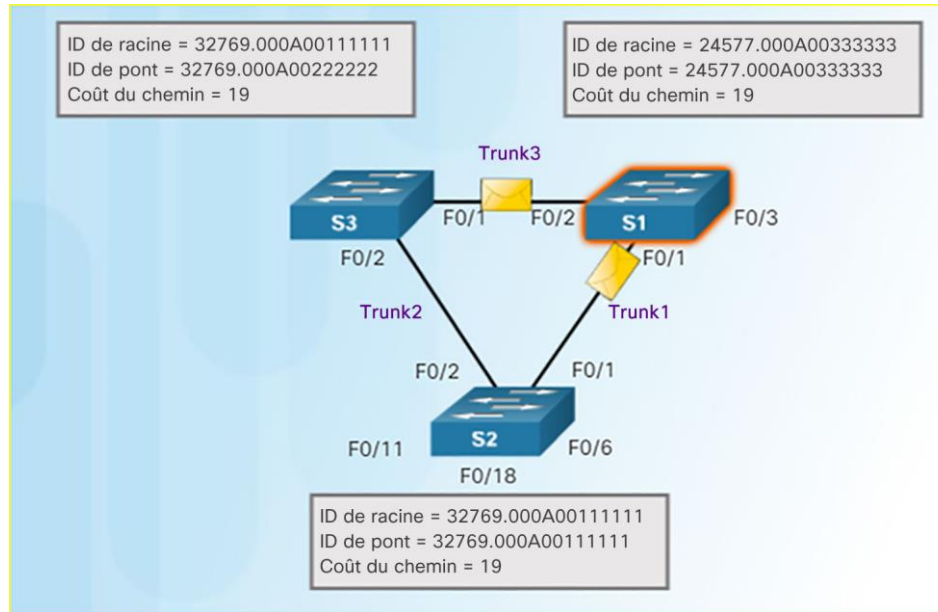 ID de racine = 32769.000A00111111
ID de pont = 32769.000A00222222
Coût du chemin = 19
ID de racine = 24577.000A00333333
ID de pont = 24577.000A00333333
Coût du chemin = 19
Trunk3
S3
F0/1
F0/2
S1
F0/3
F0/2
F0/1
Trunk2
Trunk1
F0/2
F0/1
F0/11
S2
F0/6
F0/18
ID de racine = 32769.000A00111111
ID de pont = 32769.000A00111111
Coût du chemin = 19